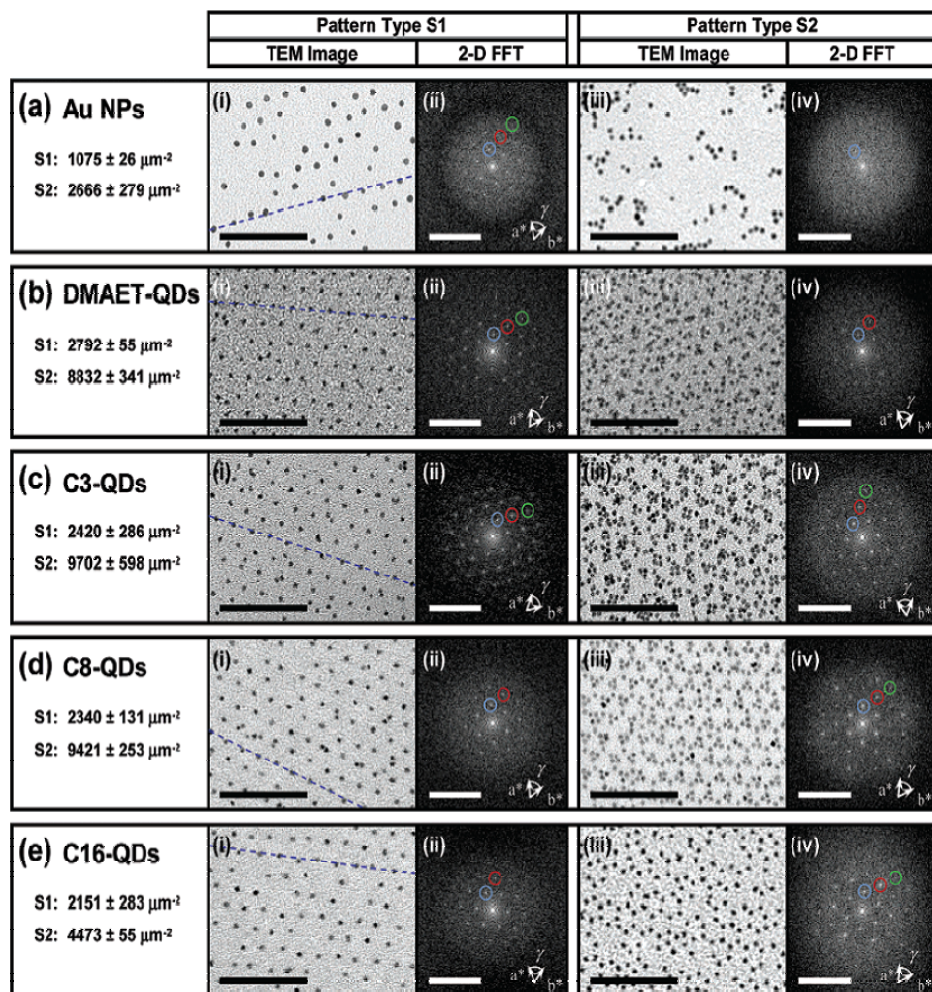 Pattern Type S1
Pattern Type S2
TEM Image
2-D FFT
TEM Image
2-D FFT
(a) Au NPs
S1: 1075 ± 26 μm-2
S2: 2666 ± 279 μm-2
(i)
(ii)
(iii)
(iv)
γ
a*
b*
(b) DMAET-QDs
S1: 2792 ± 55 μm-2
S2: 8832 ± 341 μm-2
(i)
(ii)
(iii)
(iv)
γ
a*
b*
γ
a*
b*
(c) C3-QDs
S1: 2420 ± 286 μm-2
S2: 9702 ± 598 μm-2
(i)
(ii)
(iii)
(iv)
γ
a*
b*
γ
a*
b*
(d) C8-QDs
S1: 2340 ± 131 μm-2
S2: 9421 ± 253 μm-2
(i)
(ii)
(iii)
(iv)
γ
a*
b*
γ
a*
b*
(e) C16-QDs
S1: 2151 ± 283 μm-2
S2: 4473 ± 55 μm-2
(i)
(ii)
(iii)
(iv)
γ
a*
b*
γ
a*
b*